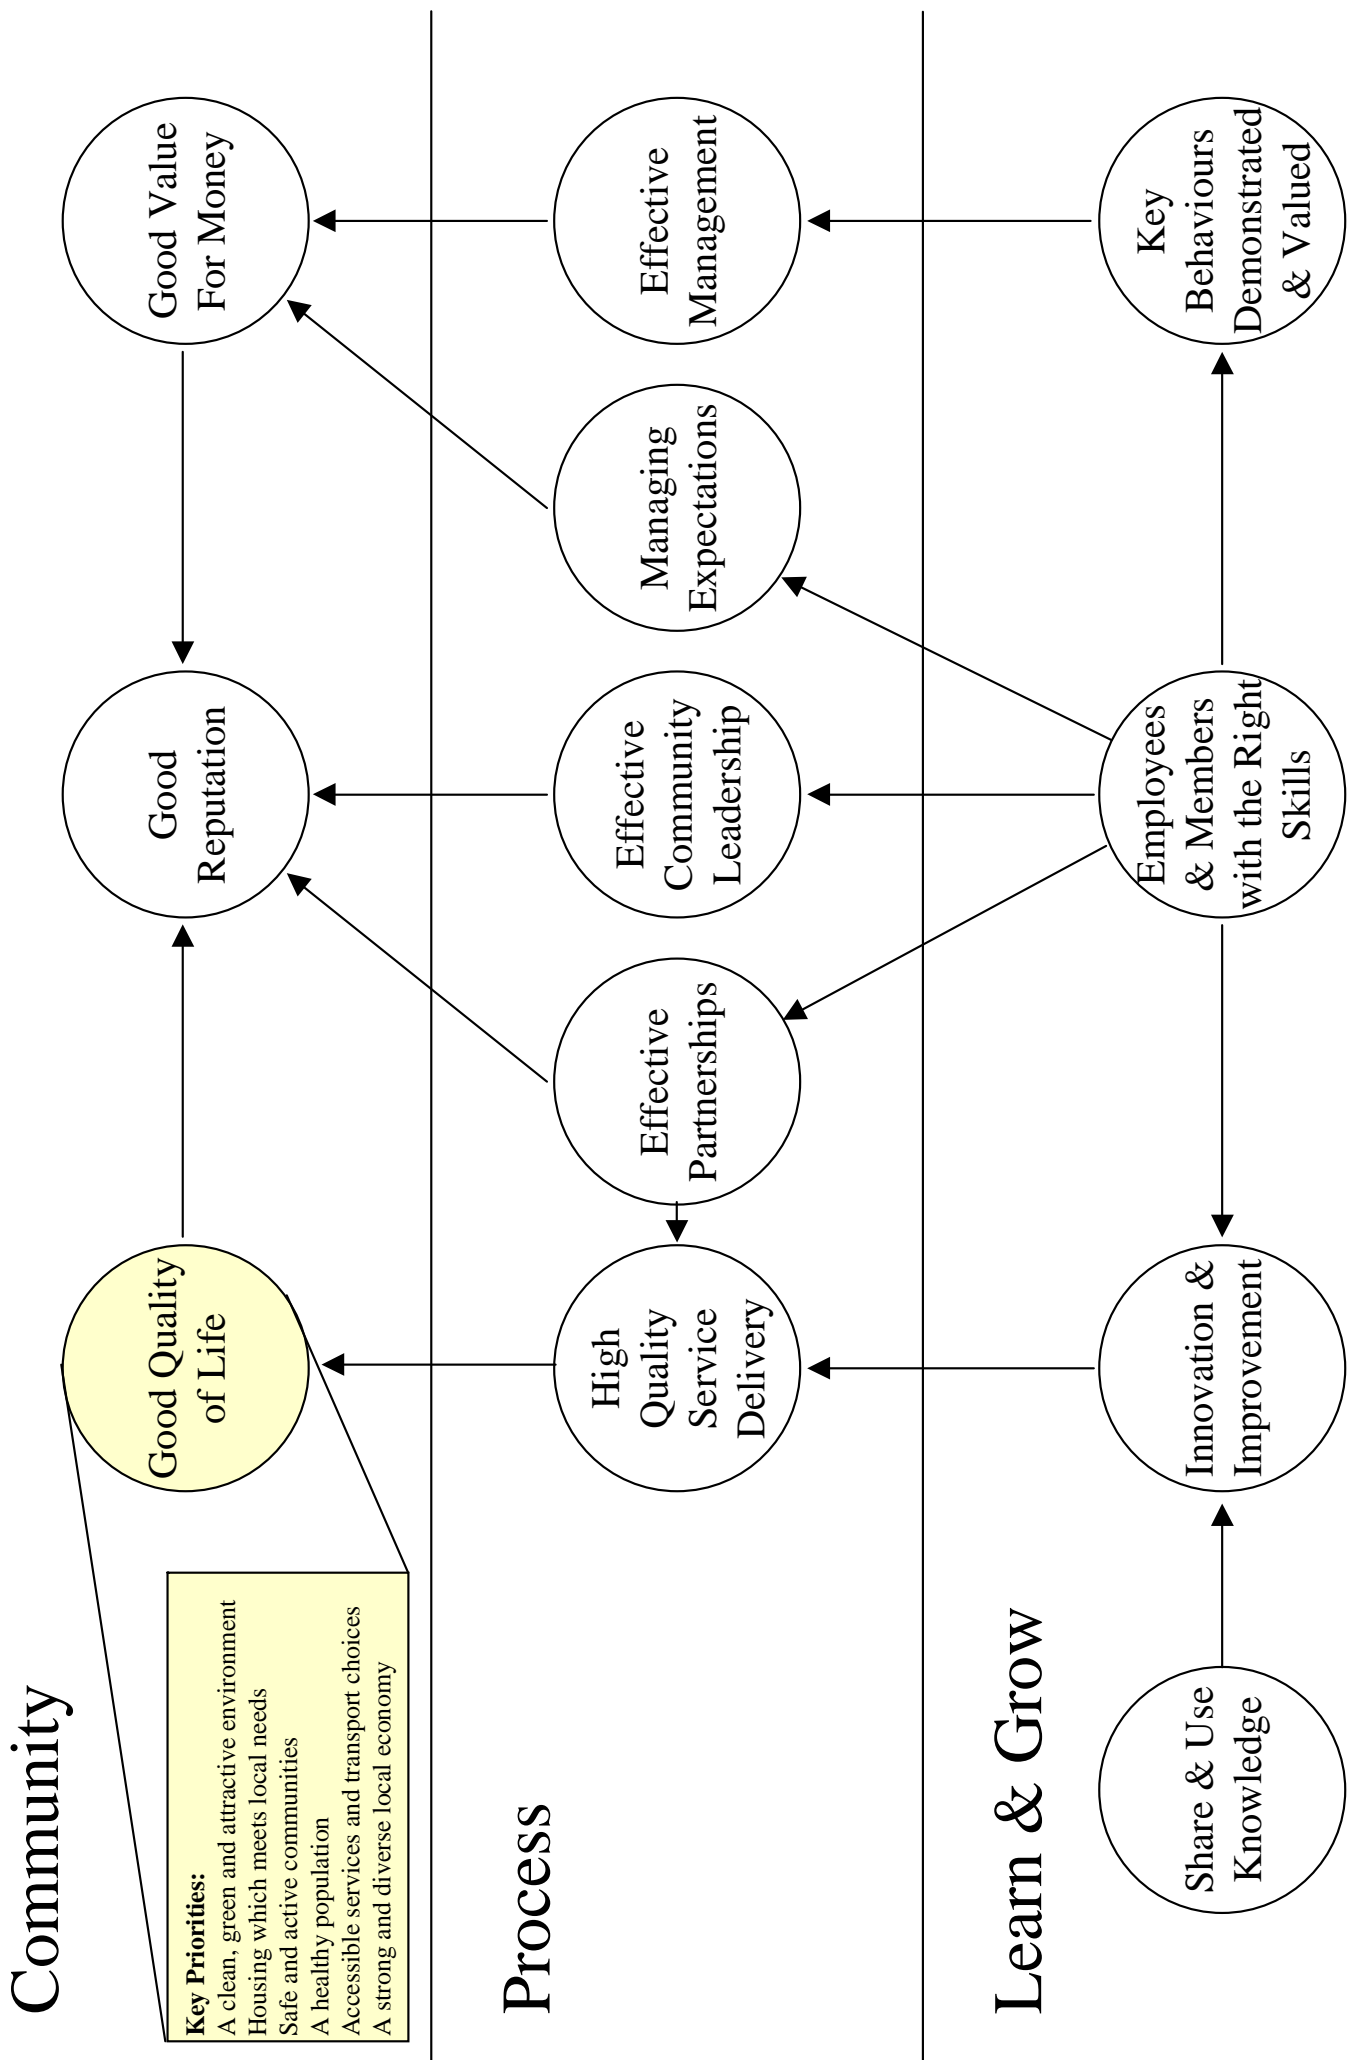 Community
Key Priorities:
A clean, green and attractive environment
Housing which meets local needs
Safe and active communities
A healthy population
Accessible services and transport choices
A strong and diverse local economy
Good Quality
of Life
Good
Reputation
Good Value
For Money
Process
High
Quality
Service
Delivery
Effective
Partnerships
Effective
Community
Leadership
Managing
Expectations
Effective
Management
Learn & Grow
Share & Use
Knowledge
Innovation &
Improvement
Employees
& Members
with the Right
Skills
Key
Behaviours
Demonstrated
& Valued